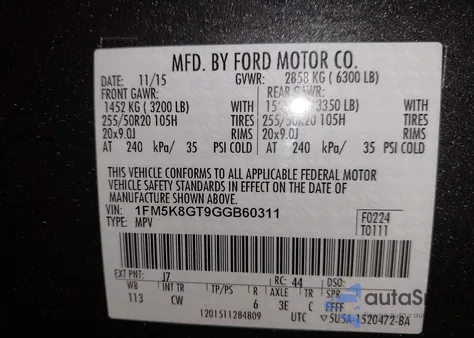 MFD. BY FORD MOTOR CO.
DATE: 11/15 GVWR: 2858 KG ( 6300 LB)
FRONT GAWR: REAR GAWR:
1452 KG ( 3200 LB) WITH 3350 LB) WITH
255/50R20 105H TIRES 255/50R20 105H TIRES
20x9.0J RIMS 20x9.0J RIMS
AT 240 kPa/ 35 PSI COLD AT 240 kPa/ 35 PSI COLD
THIS VEHICLE CONFORMS TO ALL APPLICABLE FEDERAL MOTOR
VEHICLE SAFETY STANDARDS IN EFFECT ON THE DATE OF
MANUFACTURE SHOWN ABOVE.
VIN: 1FM5K8GT9GGB60311
TYPE: MPV
F0224
T0111
EXT PNT: J7 RC: 44 DSO:
WB INT TR TP/PS R AXLE TR SPR
113 CW 6 3E C FFFF
1201511284809 UTC 5U5A-1520472-BA